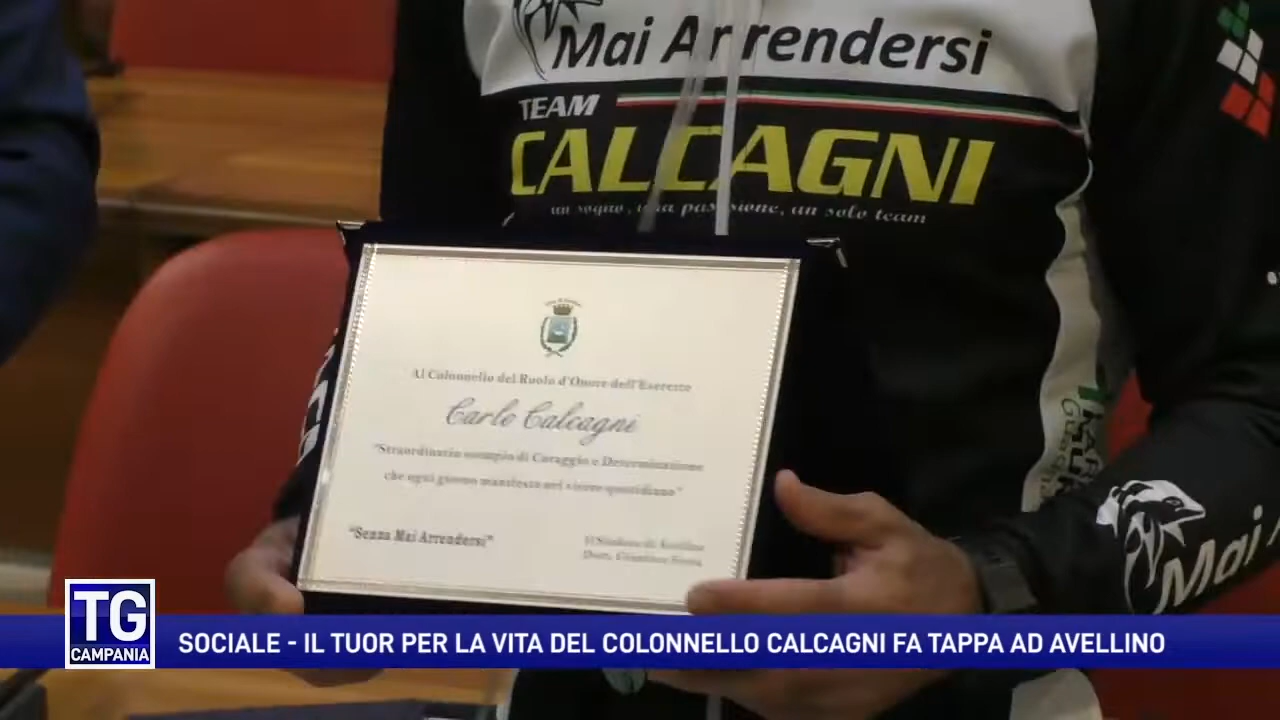 Mai Arrendersi
TEAM
CALCAGNI
un sogno, una passione, un solo team
Al Colonnello del Ruolo d'Onore dell'Esercito
Carlo Calcagni
"Straordinario esempio di Coraggio e Determinazione
che ogni giorno manifesta nel vivere quotidiano"
"Senza Mai Arrendersi"
Il Sindaco di Avellino
Dott.
Mai
TG
CAMPANIA
SOCIALE - IL TUOR PER LA VITA DEL COLONNELLO CALCAGNI FA TAPPA AD AVELLINO